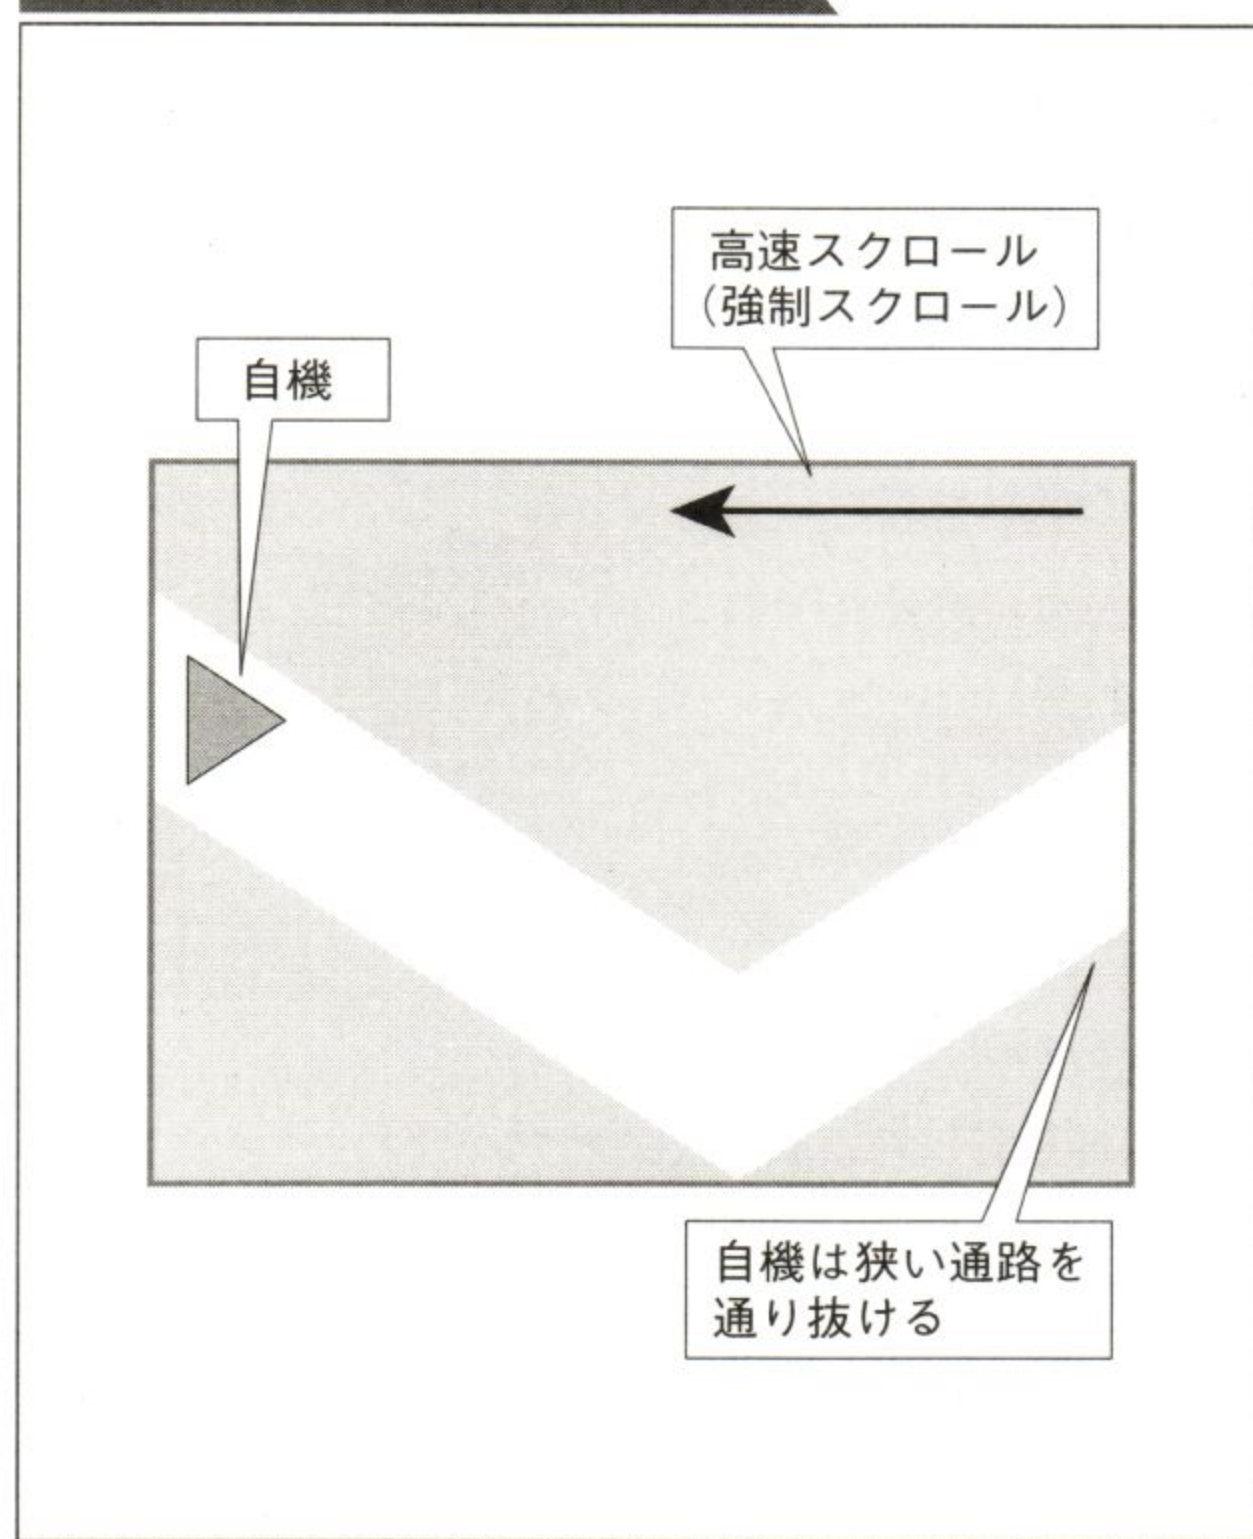 高速スクロール
（強制スクロール）
自機
自機は狭い通路を
通り抜ける